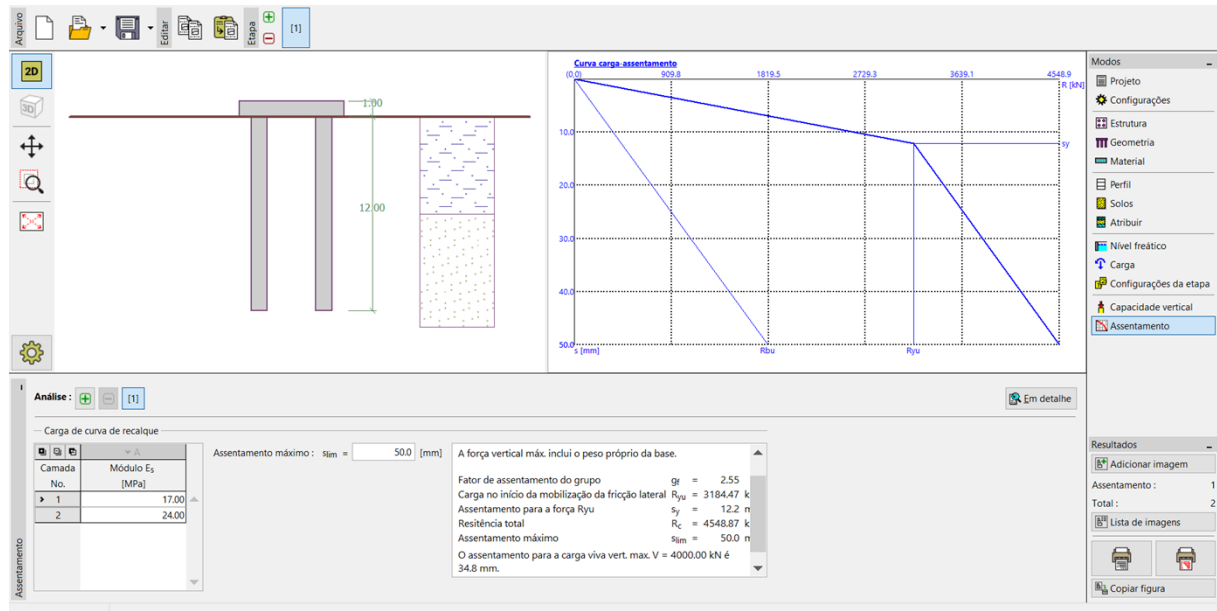 Arquivo
Editar
Etapa
[1]
2D
3D
1.00
12.00
Curva carga-assentamento
(0,0) 909.8 1819.5 2729.3 3639.1 4548.9
R [kN]
10.0
sy
20.0
30.0
40.0
50.0
s [mm]
Rbu
Ryu
Modos
Projeto
Configurações
Estrutura
Geometria
Material
Perfil
Solos
Atribuir
Nível freático
Carga
Configurações da etapa
Capacidade vertical
Assentamento
Análise :
[1]
Em detalhe
Carga de curva de recalque
Camada
No.
Módulo Es
[MPa]
1 17.00
2 24.00
Assentamento máximo : slim = 50.0 [mm]
A força vertical máx. inclui o peso próprio da base.
Fator de assentamento do grupo gf = 2.55
Carga no início da mobilização da fricção lateral Ryu = 3184.47 k
Assentamento para a força Ryu sy = 12.2 m
Resitência total Rc = 4548.87 k
Assentamento máximo slim = 50.0 m
O assentamento para a carga viva vert. max. V = 4000.00 kN é
34.8 mm.
Assentamento
Resultados
Adicionar imagem
Assentamento : 1
Total : 2
Lista de imagens
Copiar figura